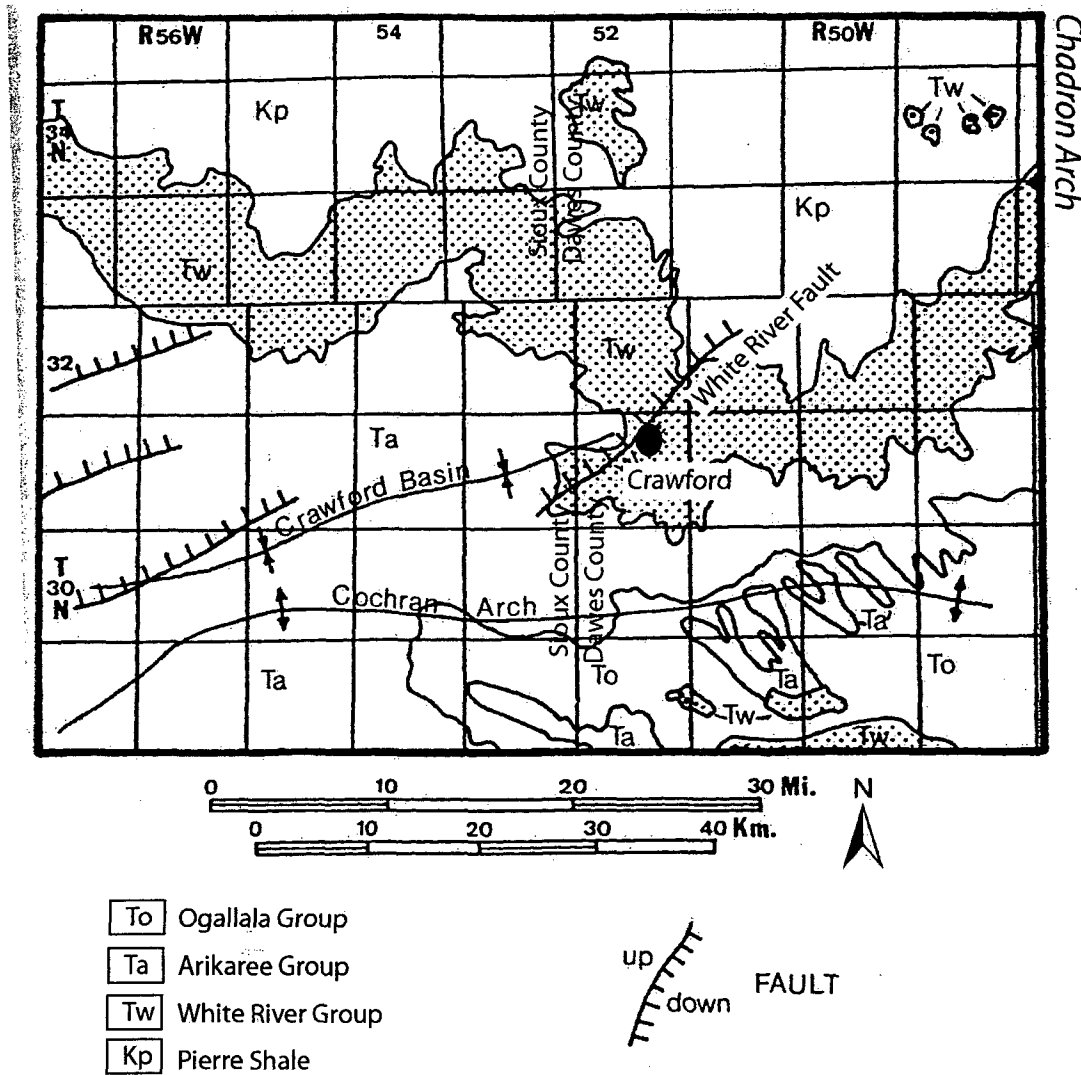 R56W 54 52 R50W
Chadron Arch
Tw
Kp
Tw
T
34
N
Sioux County
Dawes County
Kp
Tw
White River Fault
32
Tw
Ta
Crawford Basin
Crawford
T
30
N
Sioux County
Dawes County
Cochran Arch
Ta
Ta
To
Ta
To
Tw
Ta
Tw
0 10 20 30 Mi.
N
0 10 20 30 40 Km.
To Ogallala Group
Ta Arikaree Group
Tw White River Group
Kp Pierre Shale
up
down
FAULT